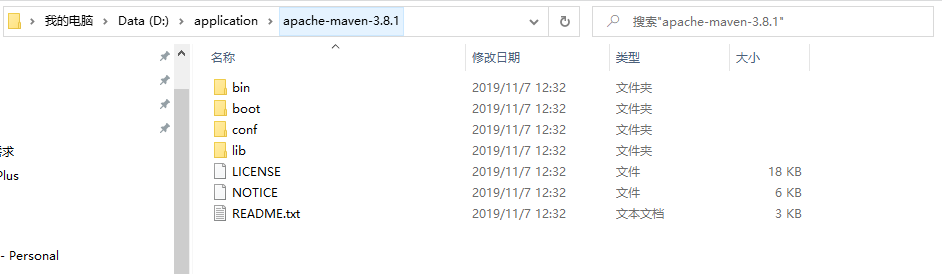 我的电脑 > Data (D:) > application > apache-maven-3.8.1
搜索"apache-maven-3.8.1"
名称 修改日期 类型 大小
bin 2019/11/7 12:32 文件夹
boot 2019/11/7 12:32 文件夹
conf 2019/11/7 12:32 文件夹
lib 2019/11/7 12:32 文件夹
LICENSE 2019/11/7 12:32 文件 18 KB
NOTICE 2019/11/7 12:32 文件 6 KB
README.txt 2019/11/7 12:32 文本文档 3 KB
求
Plus
- Personal